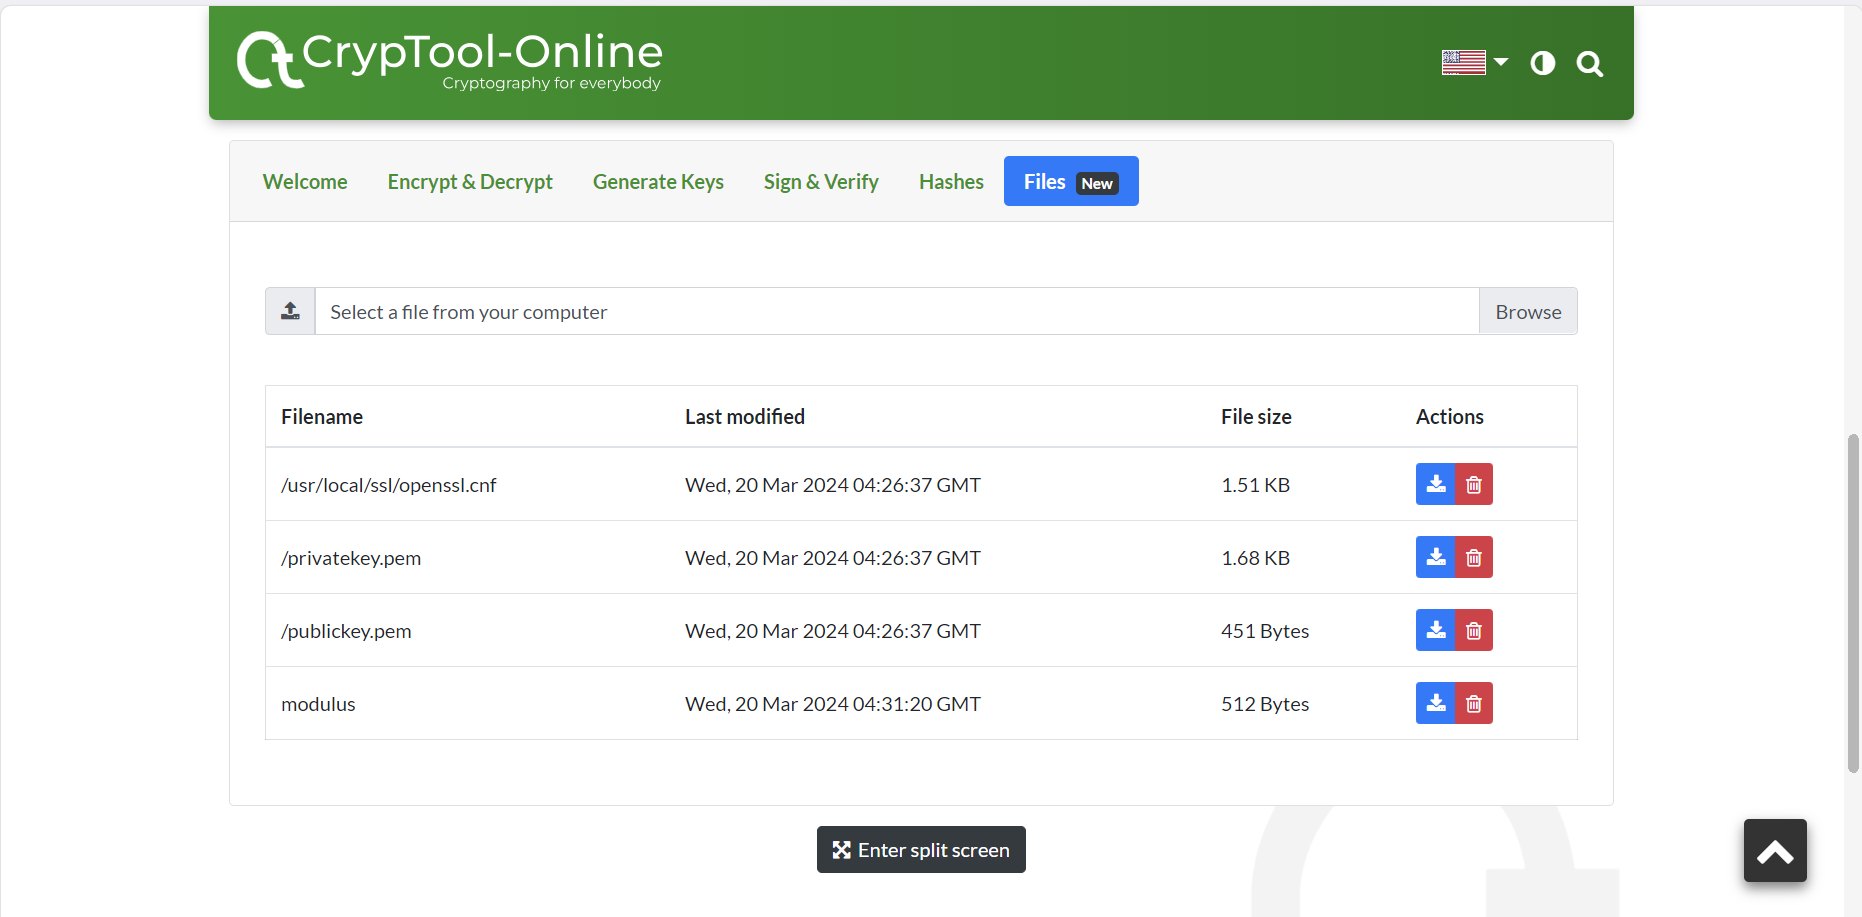 CrypTool-Online
Cryptography for everybody
Welcome Encrypt & Decrypt Generate Keys Sign & Verify Hashes Files New
Select a file from your computer Browse
Filename Last modified File size Actions
/usr/local/ssl/openssl.cnf Wed, 20 Mar 2024 04:26:37 GMT 1.51 KB
/privatekey.pem Wed, 20 Mar 2024 04:26:37 GMT 1.68 KB
/publickey.pem Wed, 20 Mar 2024 04:26:37 GMT 451 Bytes
modulus Wed, 20 Mar 2024 04:31:20 GMT 512 Bytes
Enter split screen